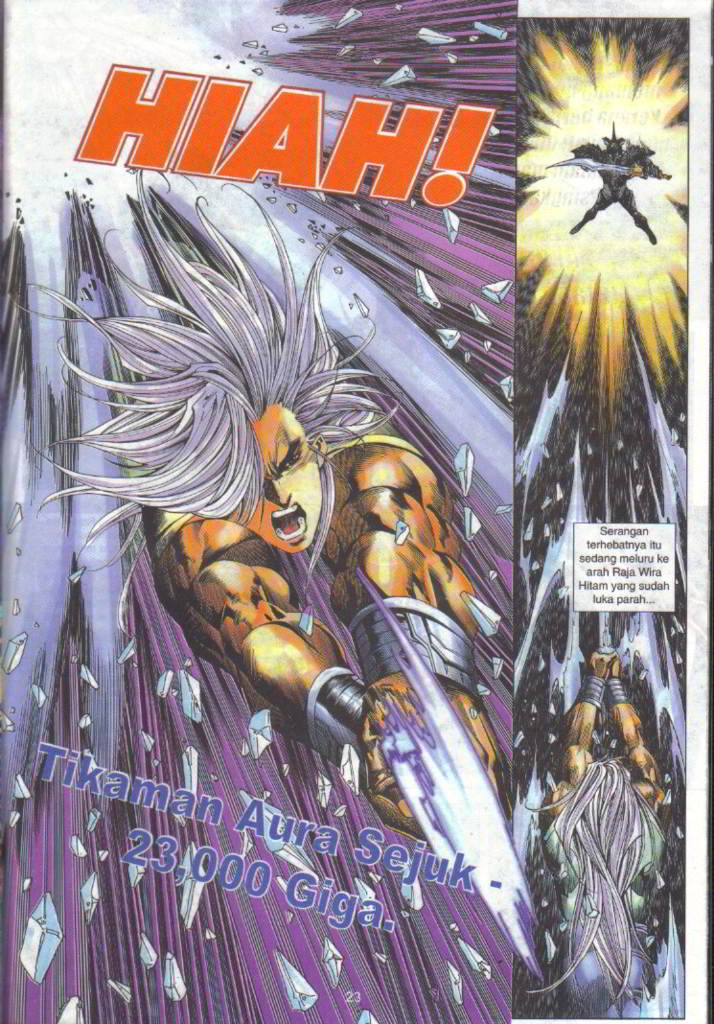 HIAH!
Serangan
terhebatnya itu
sedang meluru ke
arah Raja Wira
Hitam yang sudah
luka parah...
Tikaman Aura Sejuk -
23,000 Giga.
23